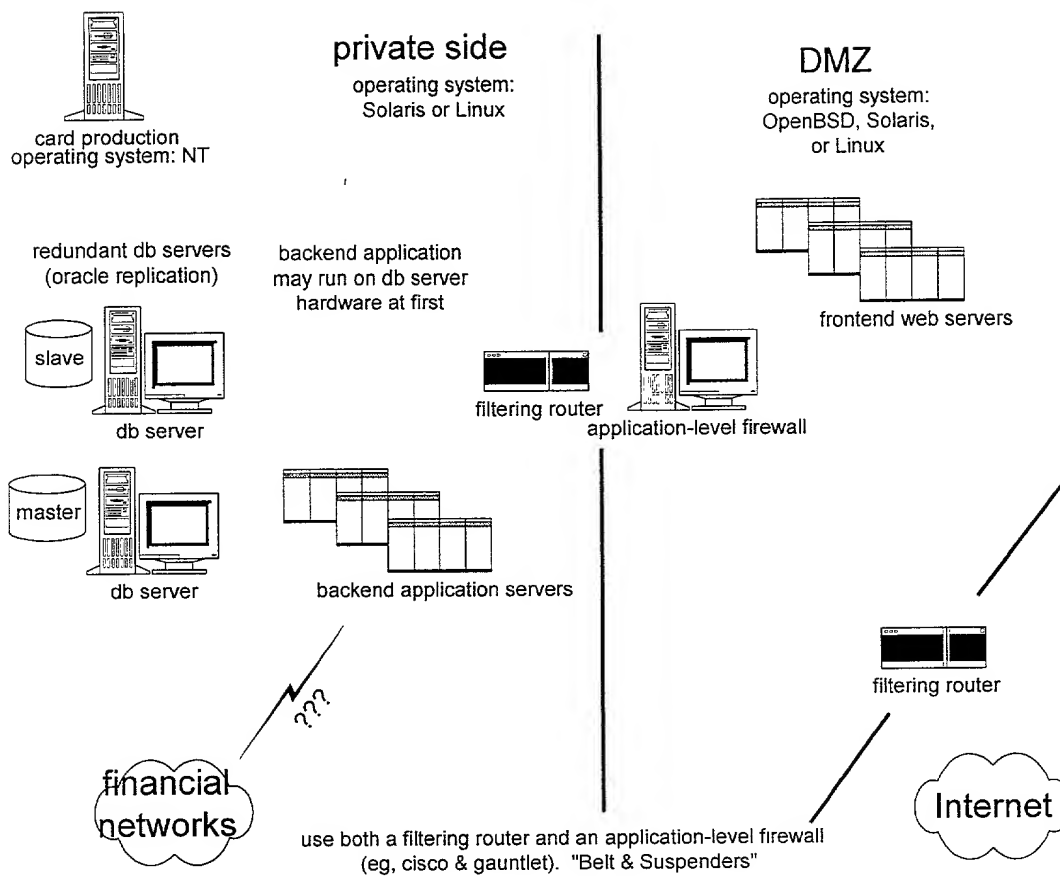 private side
operating system:
Solaris or Linux
DMZ
operating system:
OpenBSD, Solaris,
or Linux
card production
operating system: NT
redundant db servers
(oracle replication)
backend application
may run on db server
hardware at first
frontend web servers
slave
db server
filtering router
application-level firewall
master
db server
backend application servers
filtering router
???
financial
networks
Internet
use both a filtering router and an application-level firewall
(eg, cisco & gauntlet). "Belt & Suspenders"